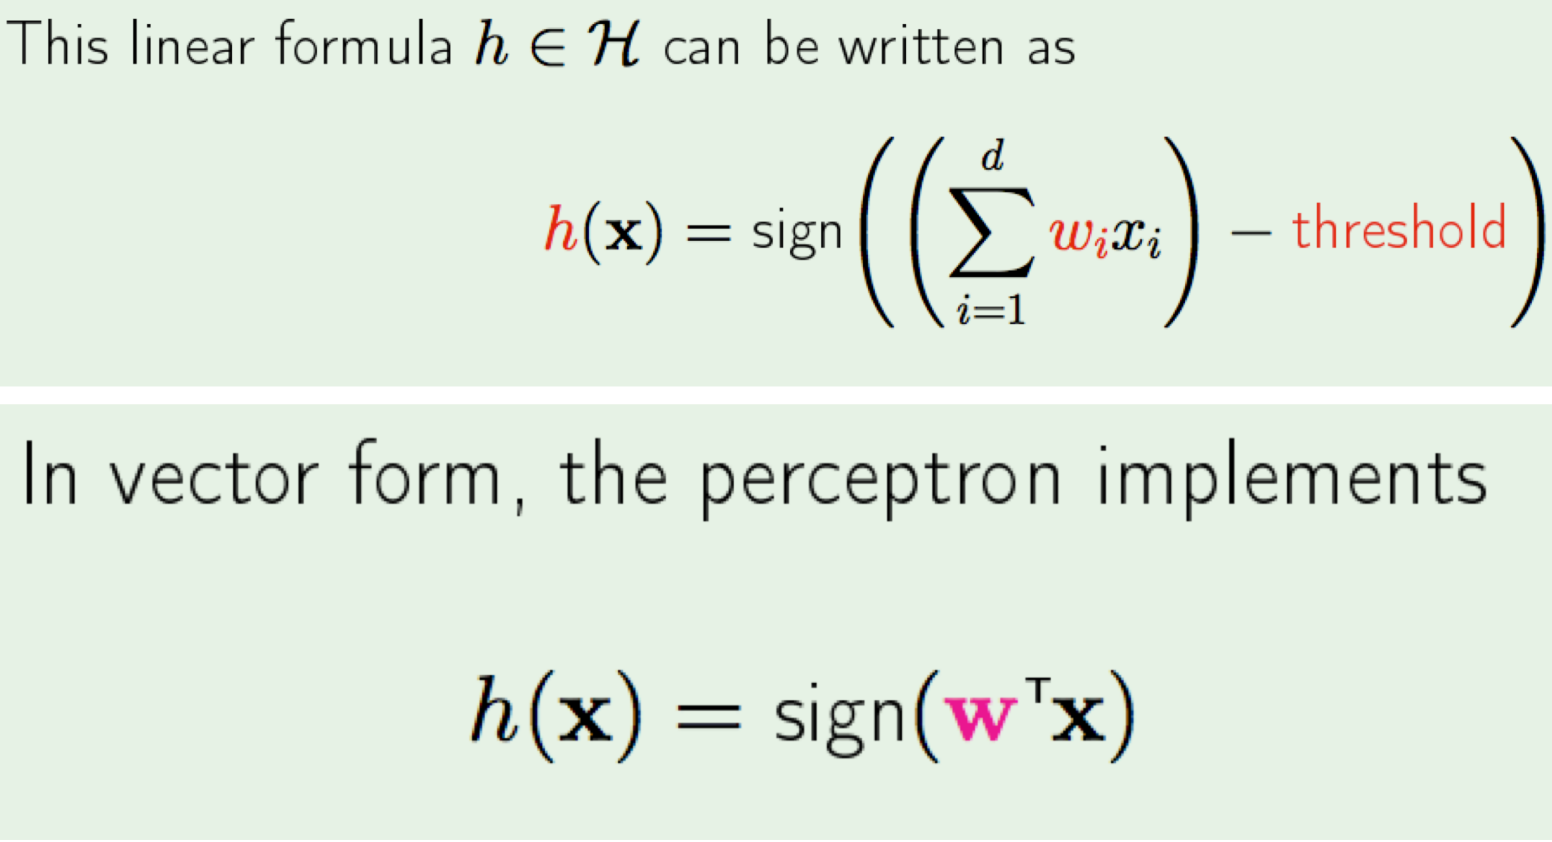 This linear formula h ∈ ℋ can be written as
h(x) = sign((∑_{i=1}^{d} w_i x_i) − threshold)
In vector form, the perceptron implements
h(x) = sign(w^T x)